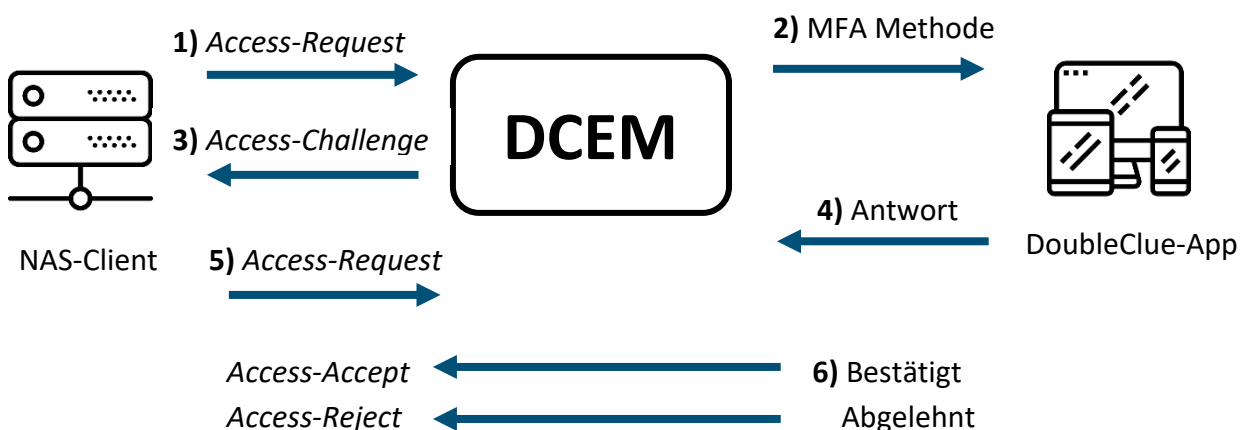 1) Access-Request
2) MFA Methode
DCEM
3) Access-Challenge
4) Antwort
NAS-Client
5) Access-Request
DoubleClue-App
Access-Accept
6) Bestätigt
Access-Reject
Abgelehnt